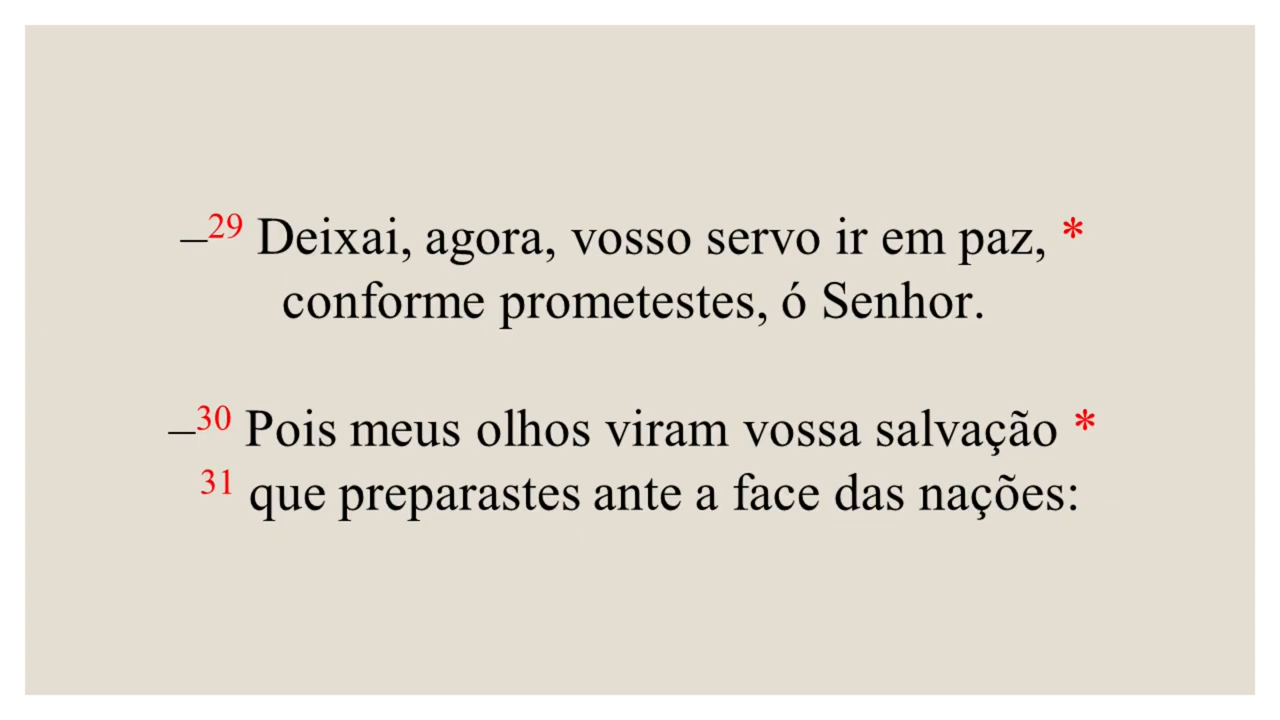 –29 Deixai, agora, vosso servo ir em paz, *
conforme prometestes, ó Senhor.
–30 Pois meus olhos viram vossa salvação *
31 que preparastes ante a face das nações: